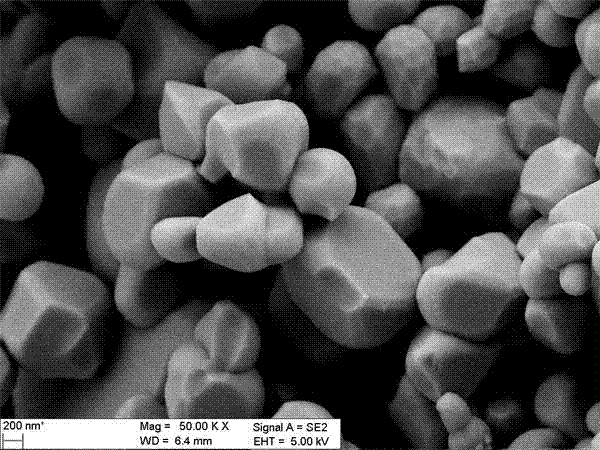 200 nm* Mag = 50.00 K X Signal A = SE2
WD = 6.4 mm EHT = 5.00 kV